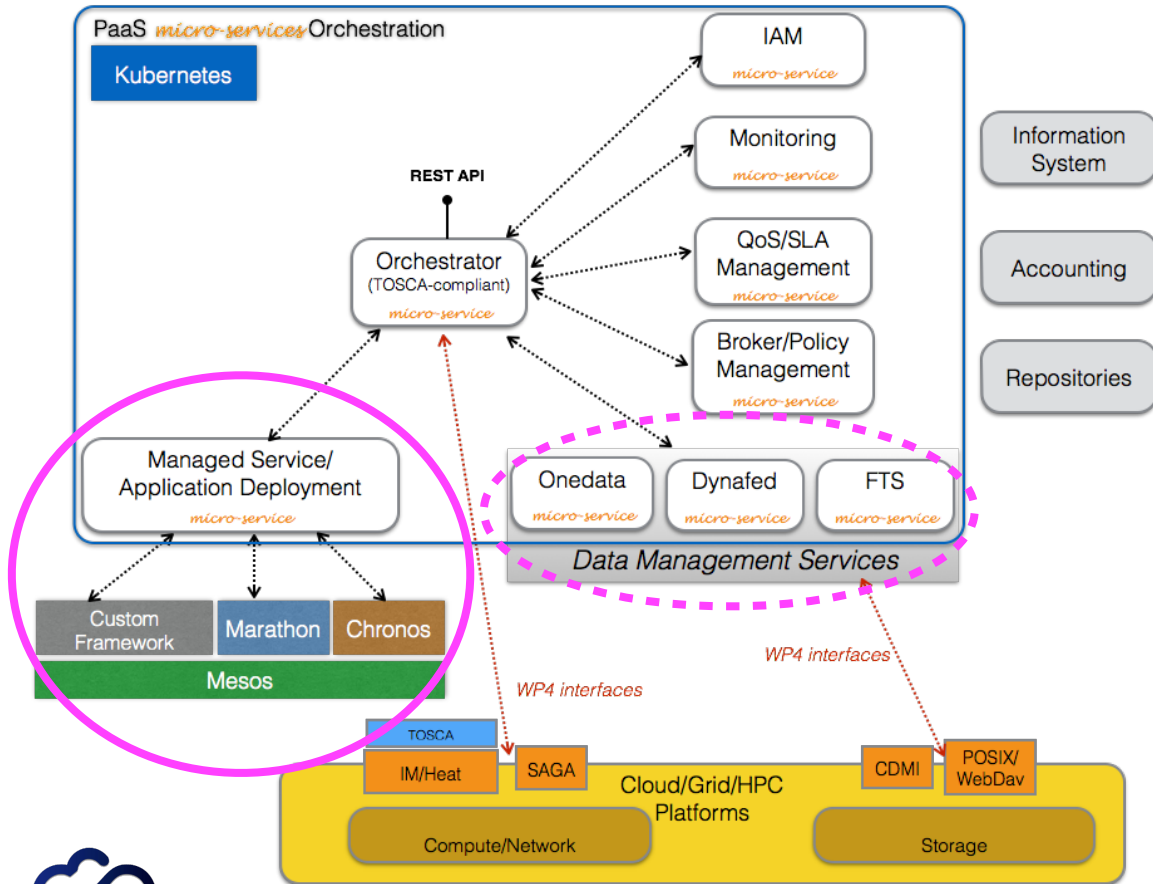 PaaS micro-services Orchestration
Kubernetes
IAM
micro-service
Monitoring
micro-service
Information
System
REST API
Orchestrator
(TOSCA-compliant)
micro-service
QoS/SLA
Management
micro-service
Accounting
Broker/Policy
Management
micro-service
Repositories
Managed Service/
Application Deployment
micro-service
Onedata
micro-service
Dynafed
micro-service
FTS
micro-service
Data Management Services
Custom
Framework
Marathon
Chronos
Mesos
WP4 interfaces
WP4 interfaces
TOSCA
IM/Heat
SAGA
CDMI
POSIX/
WebDav
Cloud/Grid/HPC
Platforms
Compute/Network
Storage